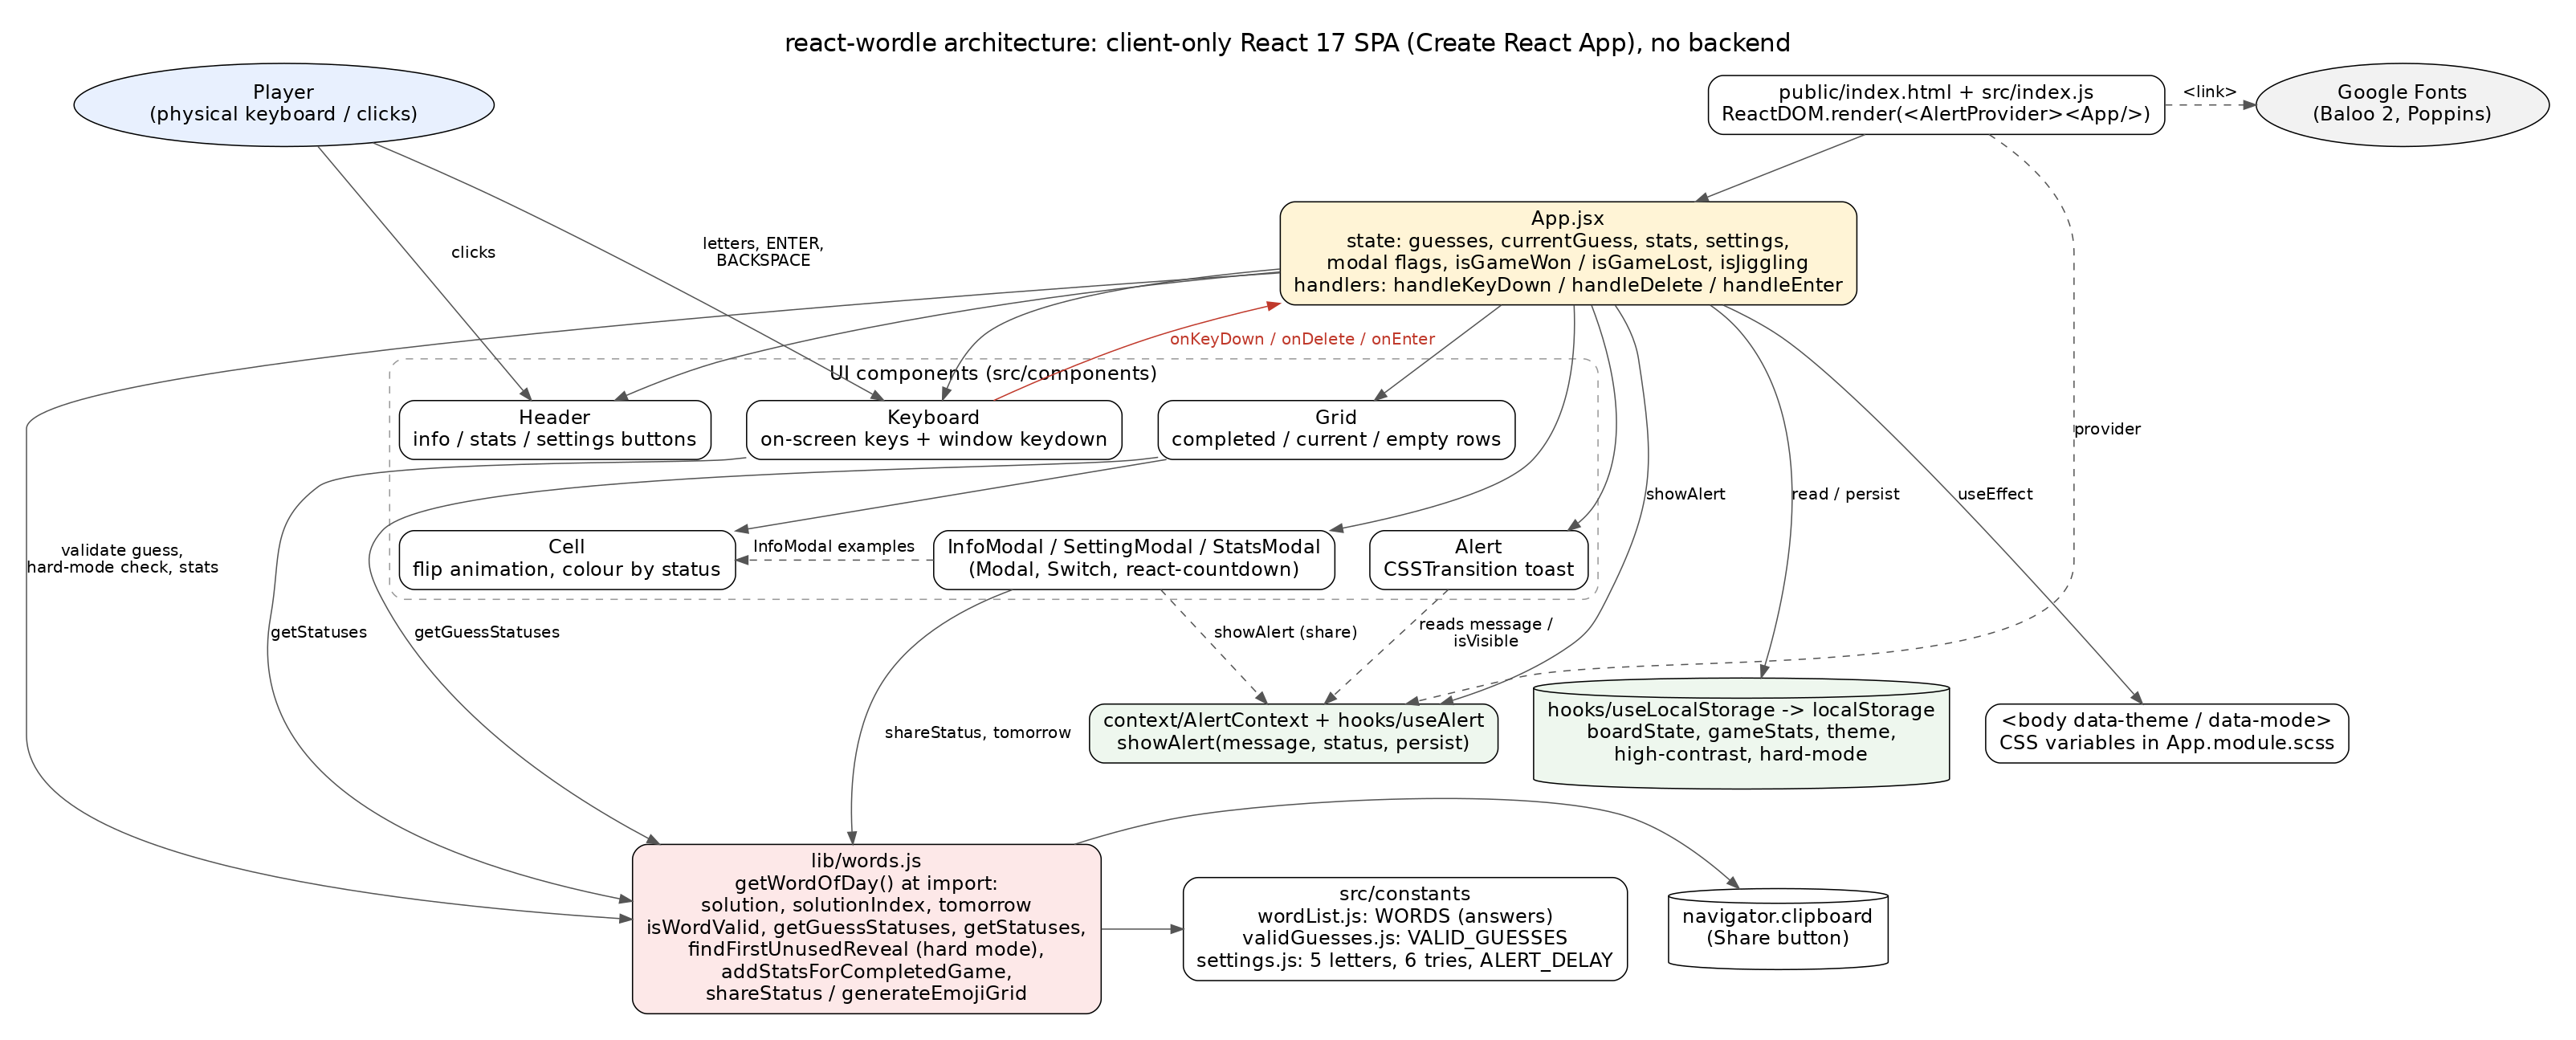 react-wordle architecture: client-only React 17 SPA (Create React App), no backend
Player
(physical keyboard / clicks)
public/index.html + src/index.js
ReactDOM.render(<AlertProvider><App/>)
<link>
Google Fonts
(Baloo 2, Poppins)
App.jsx
state: guesses, currentGuess, stats, settings,
modal flags, isGameWon / isGameLost, isJiggling
handlers: handleKeyDown / handleDelete / handleEnter
clicks
letters, ENTER,
BACKSPACE
onKeyDown / onDelete / onEnter
UI components (src/components)
Header
info / stats / settings buttons
Keyboard
on-screen keys + window keydown
Grid
completed / current / empty rows
provider
showAlert
read / persist
useEffect
validate guess,
hard-mode check, stats
Cell
flip animation, colour by status
InfoModal examples
InfoModal / SettingModal / StatsModal
(Modal, Switch, react-countdown)
Alert
CSSTransition toast
getStatuses
getGuessStatuses
showAlert (share)
reads message /
isVisible
shareStatus, tomorrow
context/AlertContext + hooks/useAlert
showAlert(message, status, persist)
hooks/useLocalStorage -> localStorage
boardState, gameStats, theme,
high-contrast, hard-mode
<body data-theme / data-mode>
CSS variables in App.module.scss
lib/words.js
getWordOfDay() at import:
solution, solutionIndex, tomorrow
isWordValid, getGuessStatuses, getStatuses,
findFirstUnusedReveal (hard mode),
addStatsForCompletedGame,
shareStatus / generateEmojiGrid
src/constants
wordList.js: WORDS (answers)
validGuesses.js: VALID_GUESSES
settings.js: 5 letters, 6 tries, ALERT_DELAY
navigator.clipboard
(Share button)